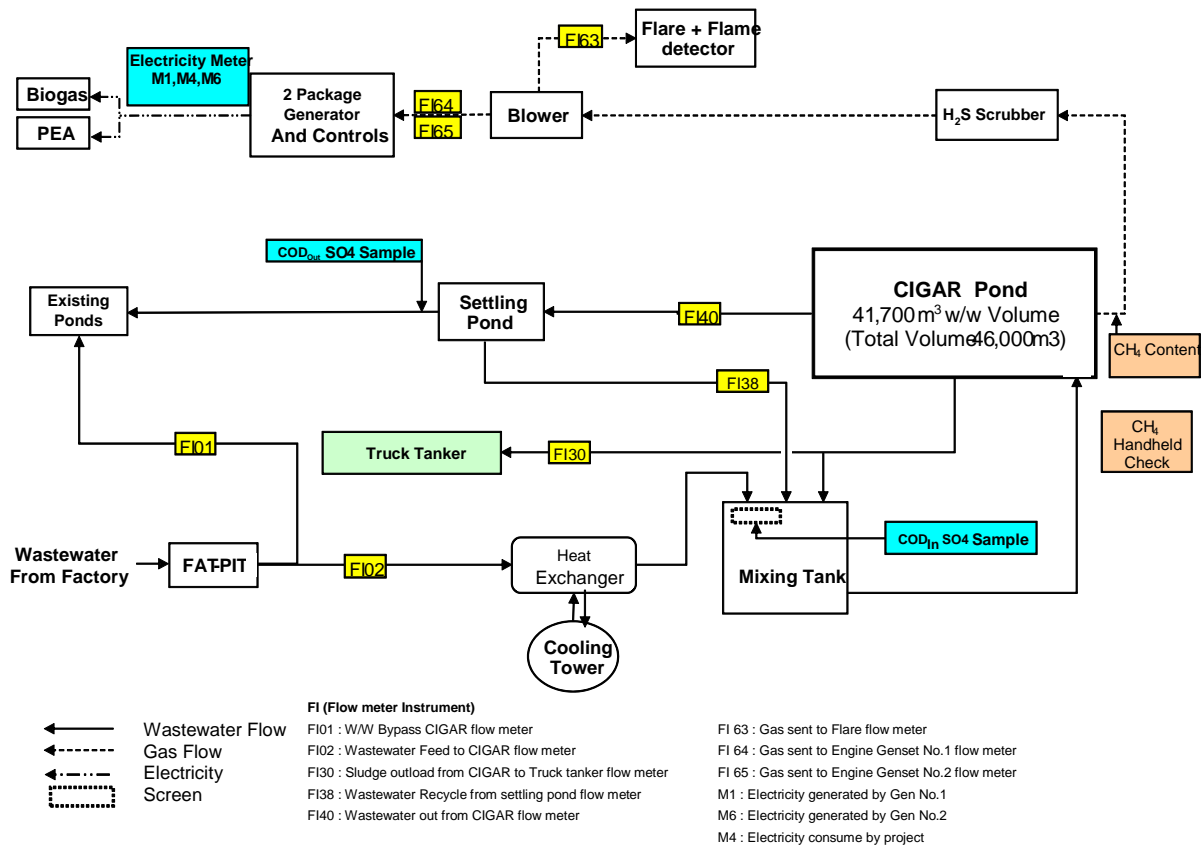 FI63
Flare + Flame
detector
Electricity Meter
M1,M4,M6
Biogas
PEA
2 Package
Generator
And Controls
FI64
FI65
Blower
H2S Scrubber
CODOut SO4 Sample
Existing
Ponds
Settling
Pond
FI40
CIGAR Pond
41,700 m3 w/w Volume
(Total Volume46,000m3)
CH4 Content
FI38
FI01
Truck Tanker
FI30
CH4
Handheld
Check
Wastewater
From Factory
FAT-PIT
FI02
Heat
Exchanger
CODIn SO4 Sample
Mixing Tank
Cooling
Tower
Wastewater Flow
Gas Flow
Electricity
Screen
FI (Flow meter Instrument)
FI01 : W/W Bypass CIGAR flow meter
FI02 : Wastewater Feed to CIGAR flow meter
FI30 : Sludge outload from CIGAR to Truck tanker flow meter
FI38 : Wastewater Recycle from settling pond flow meter
FI40 : Wastewater out from CIGAR flow meter
FI 63 : Gas sent to Flare flow meter
FI 64 : Gas sent to Engine Genset No.1 flow meter
FI 65 : Gas sent to Engine Genset No.2 flow meter
M1 : Electricity generated by Gen No.1
M6 : Electricity generated by Gen No.2
M4 : Electricity consume by project